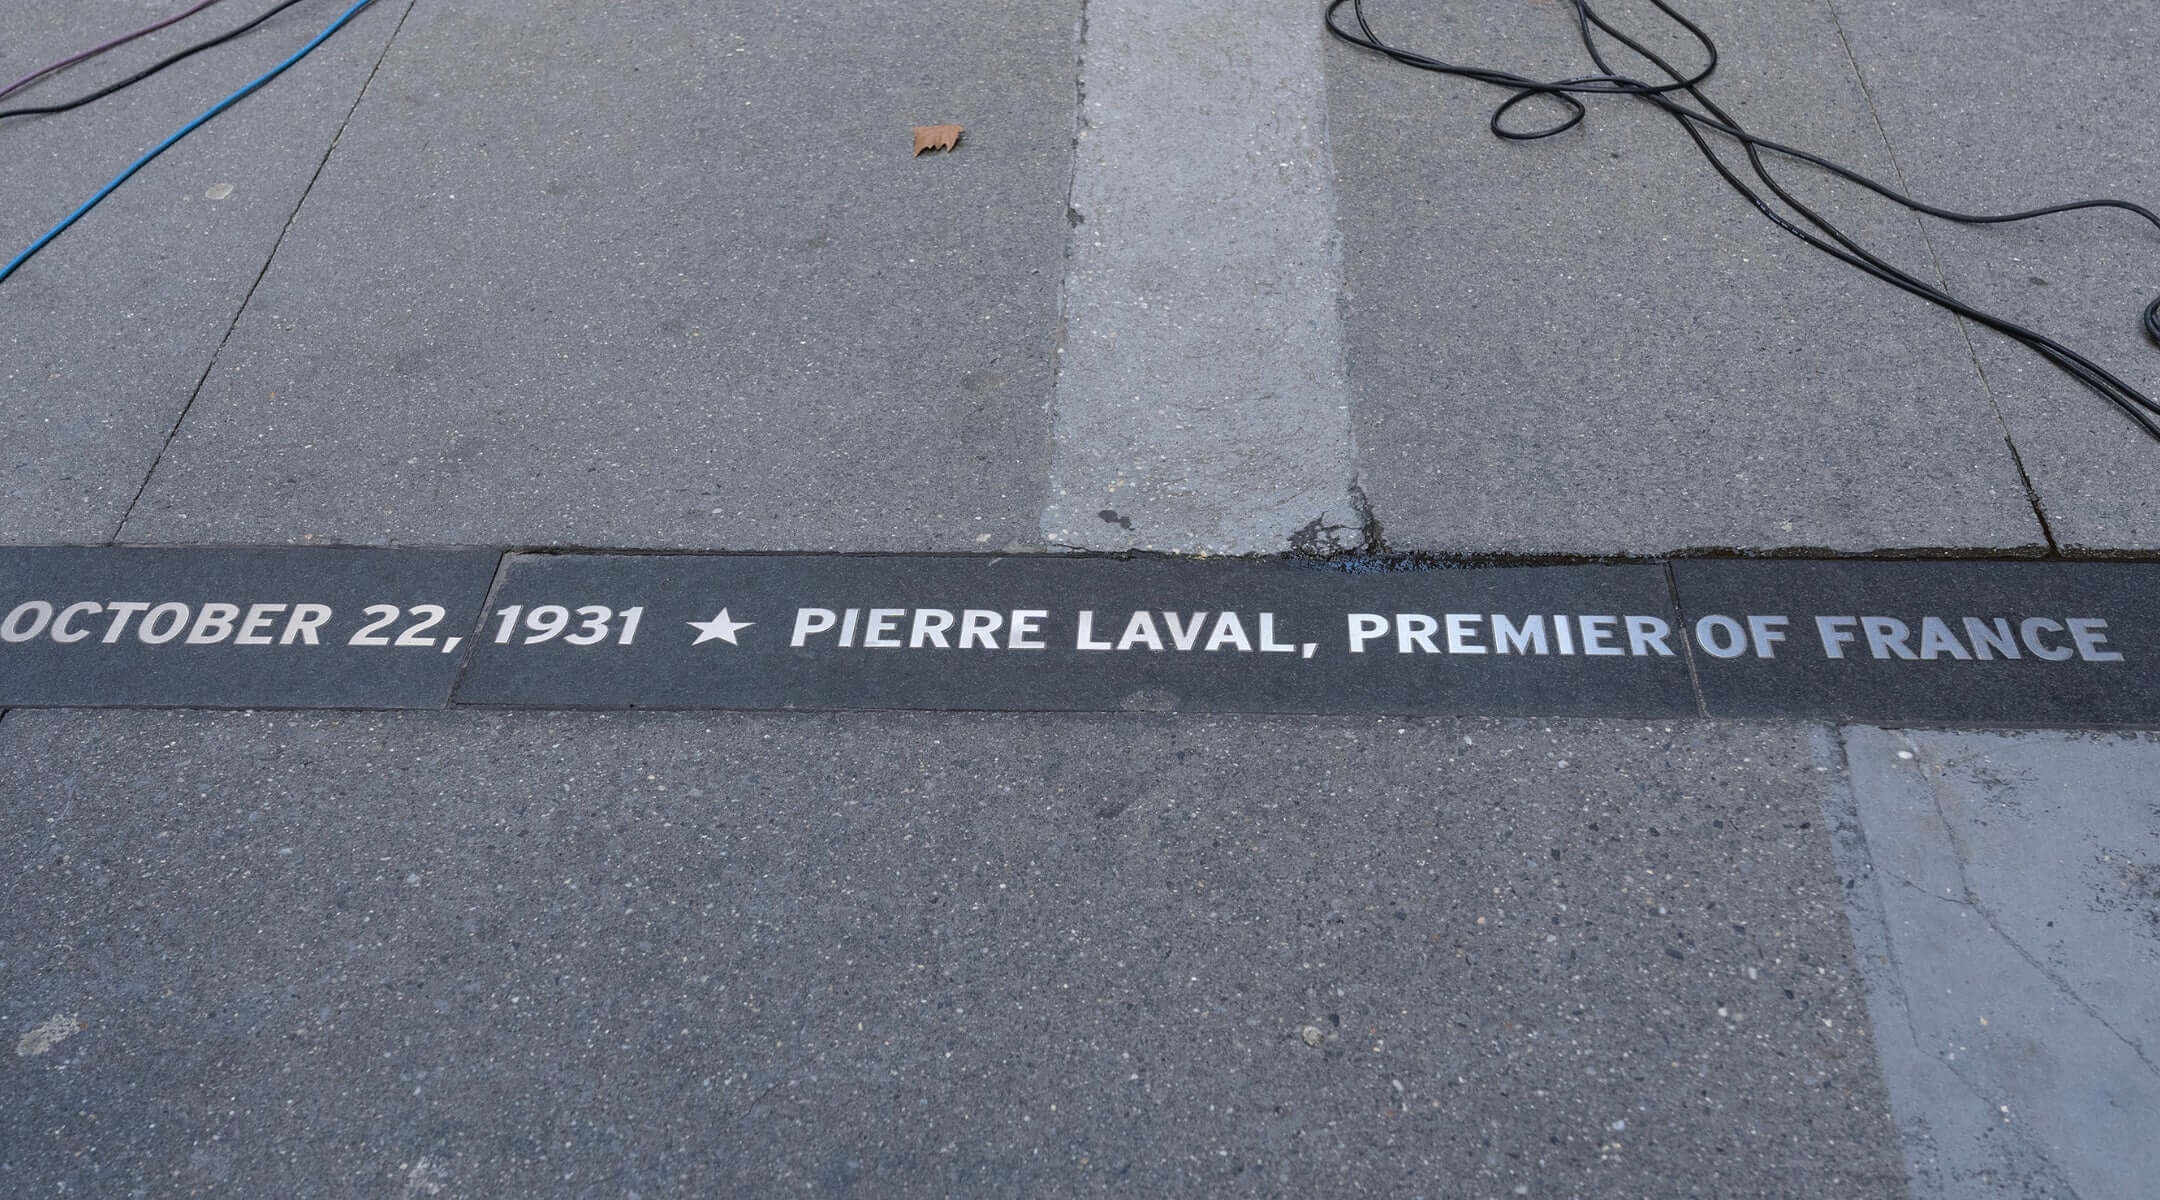 OCTOBER 22, 1931 ★ PIERRE LAVAL, PREMIER OF FRANCE